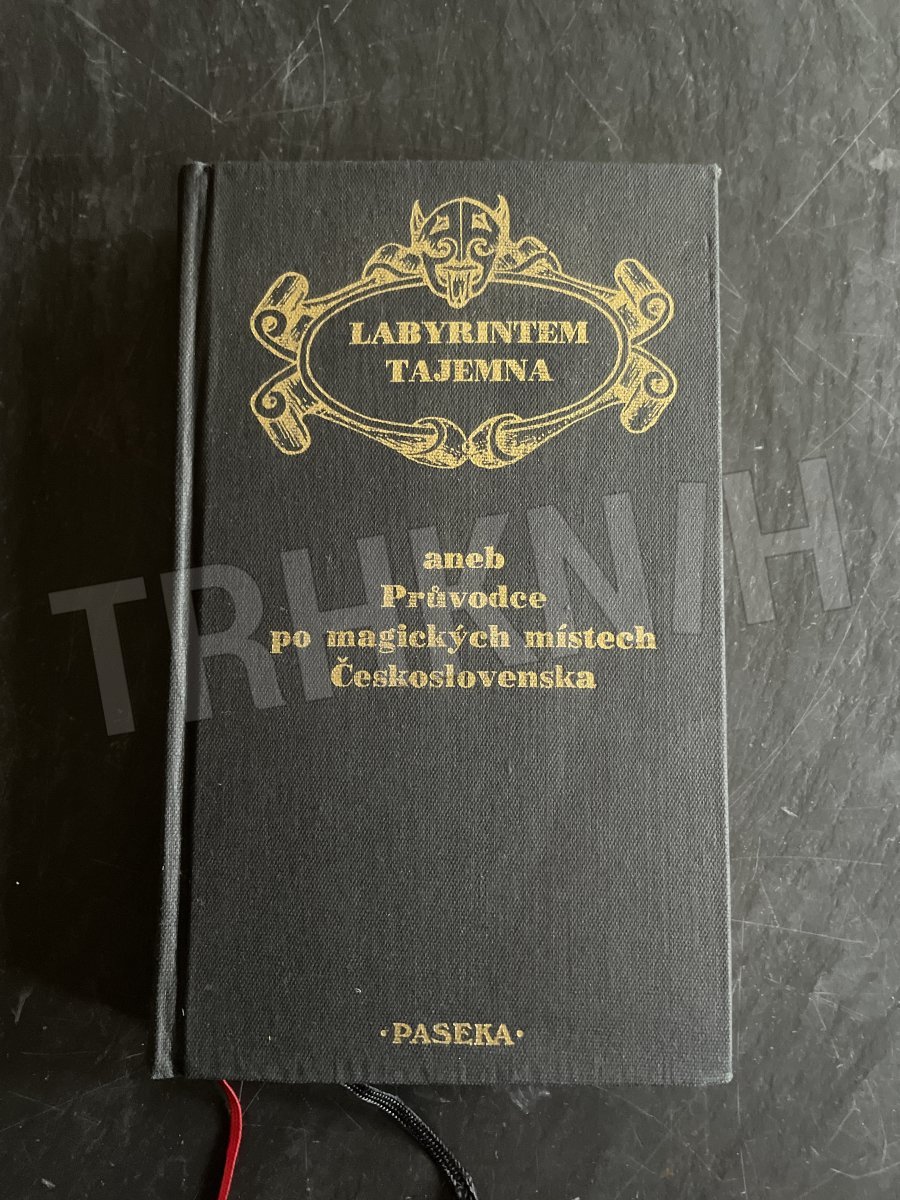 LABYRINTEM
TAJEMNA
aneb
Průvodce
po magických místech
Československa
·PASEKA·
TRHKNIH